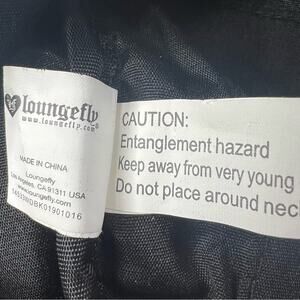 loungefly
www.loungefly.com
MADE IN CHINA
Loungefly
Los Angeles, CA 91311 USA
www.loungefly.com
CAUTION:
Entanglement hazard
Keep away from very young
Do not place around nec